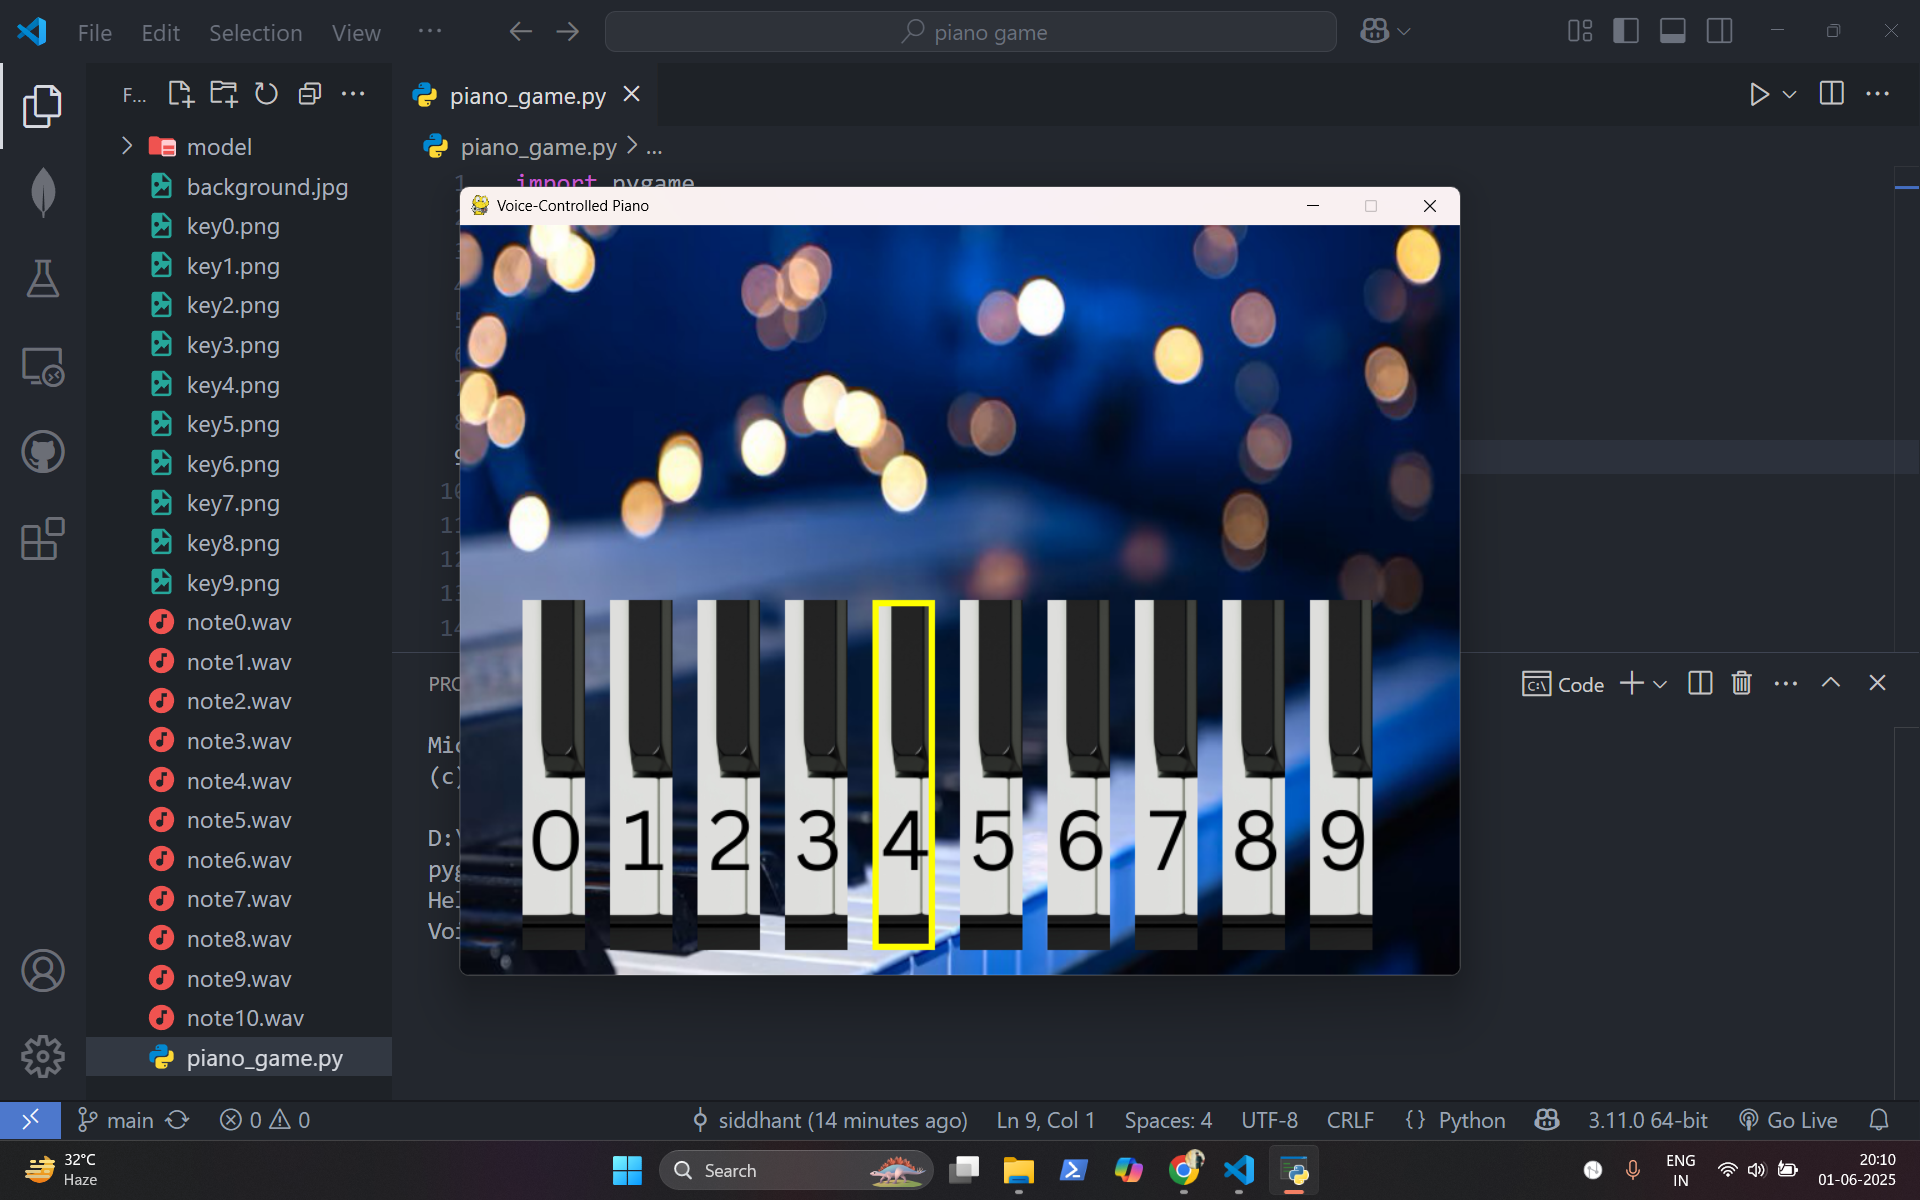 File Edit Selection View ...
piano game
F...
piano_game.py
piano_game.py > ...
model
background.jpg
key0.png
key1.png
key2.png
key3.png
key4.png
key5.png
key6.png
key7.png
key8.png
key9.png
note0.wav
note1.wav
note2.wav
note3.wav
note4.wav
note5.wav
note6.wav
note7.wav
note8.wav
note9.wav
note10.wav
piano_game.py
1 import pygame
Voice-Controlled Piano
9
10
11
12
13
14
0 1 2 3 4 5 6 7 8 9
Code
(c)
D:\
main 0 0 siddhant (14 minutes ago) Ln 9, Col 1 Spaces: 4 UTF-8 CRLF {} Python 3.11.0 64-bit Go Live
32°C
Haze
Search
ENG
IN
20:10
01-06-2025